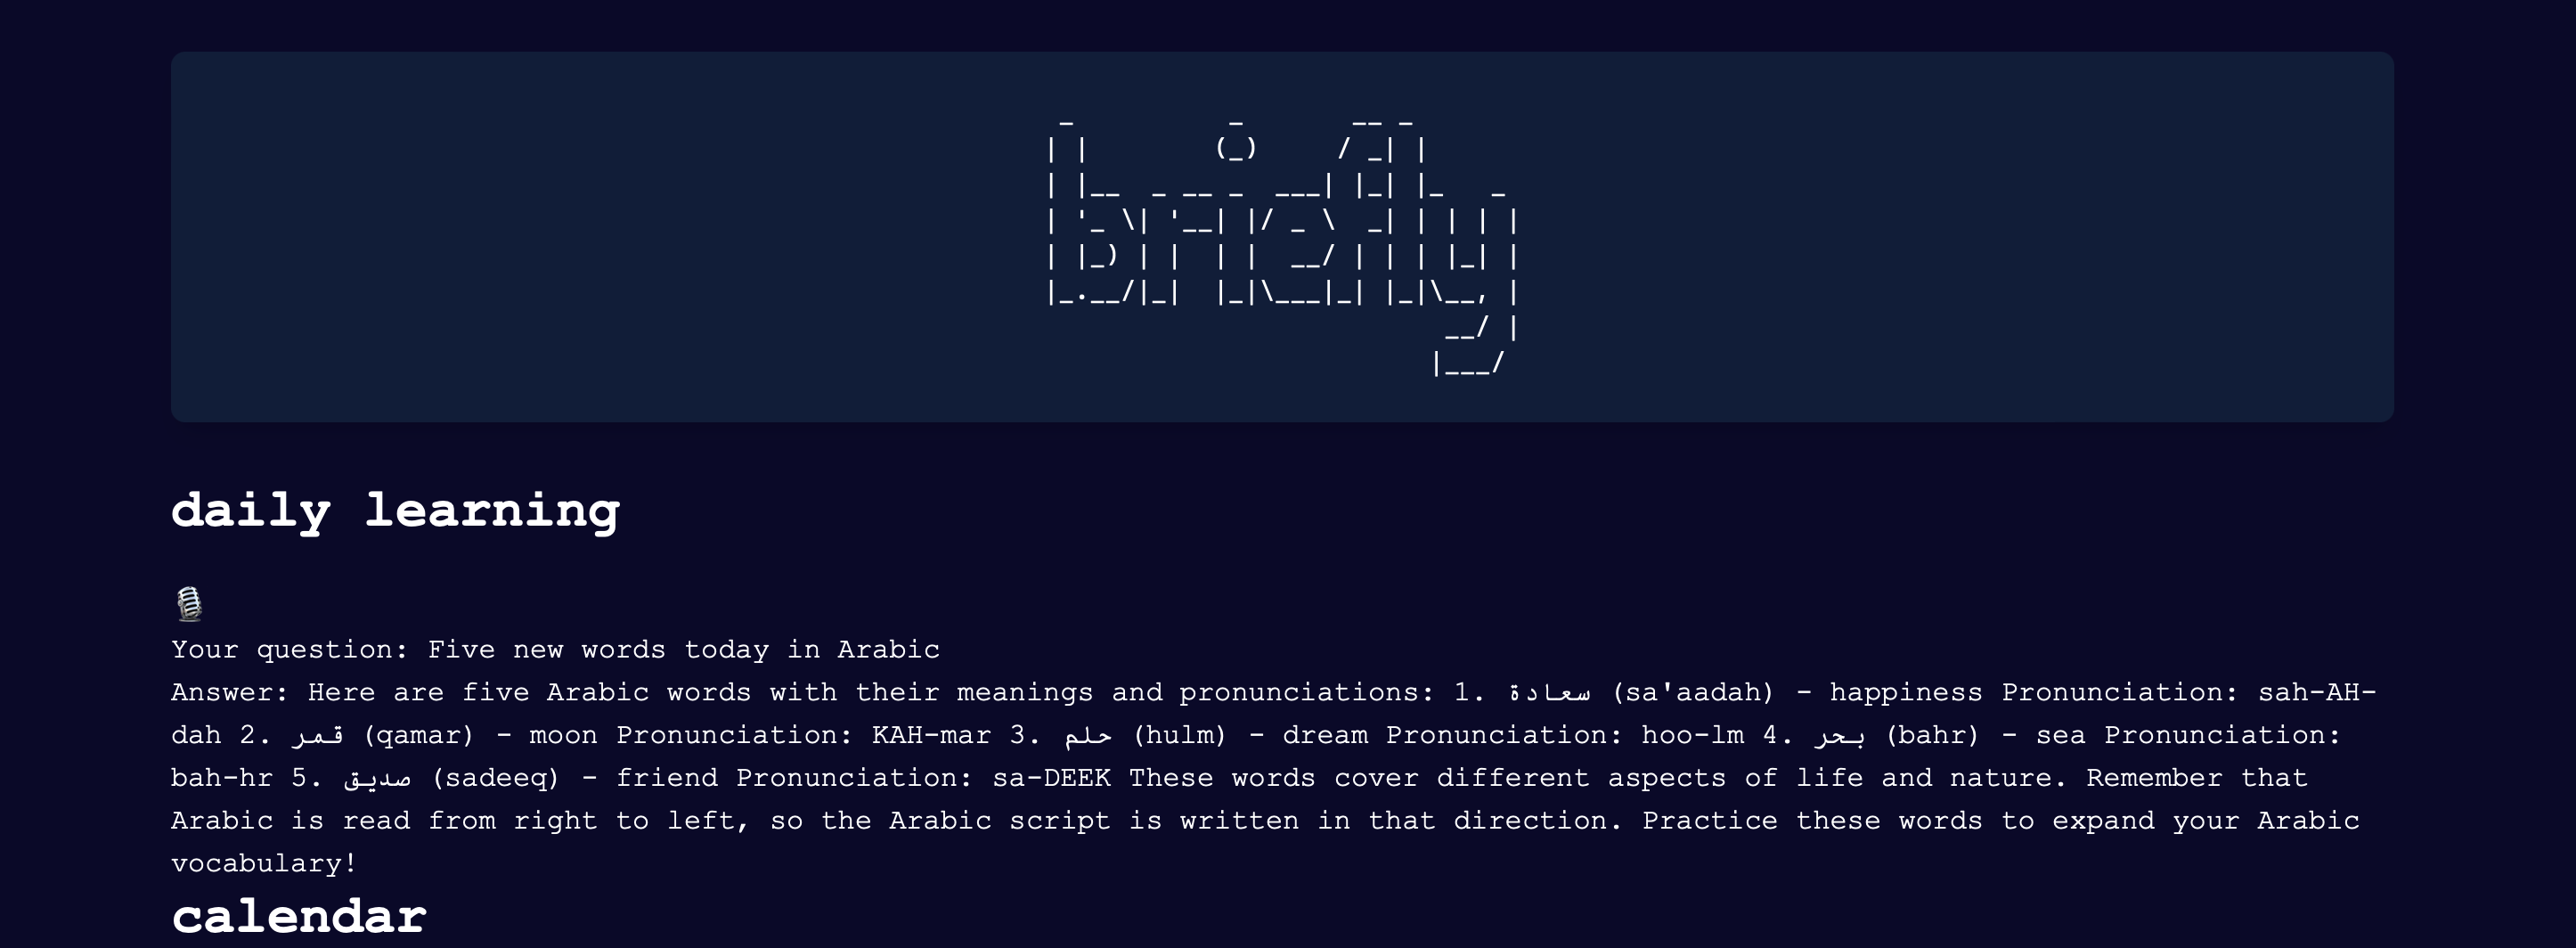 briefly
daily learning
Your question: Five new words today in Arabic
Answer: Here are five Arabic words with their meanings and pronunciations: 1. سعادة (sa'aadah) - happiness Pronunciation: sah-AH-
dah 2. قمر (qamar) - moon Pronunciation: KAH-mar 3. حلم (hulm) - dream Pronunciation: hoo-lm 4. بحر (bahr) - sea Pronunciation:
bah-hr 5. صديق (sadeeq) - friend Pronunciation: sa-DEEK These words cover different aspects of life and nature. Remember that
Arabic is read from right to left, so the Arabic script is written in that direction. Practice these words to expand your Arabic
vocabulary!
calendar